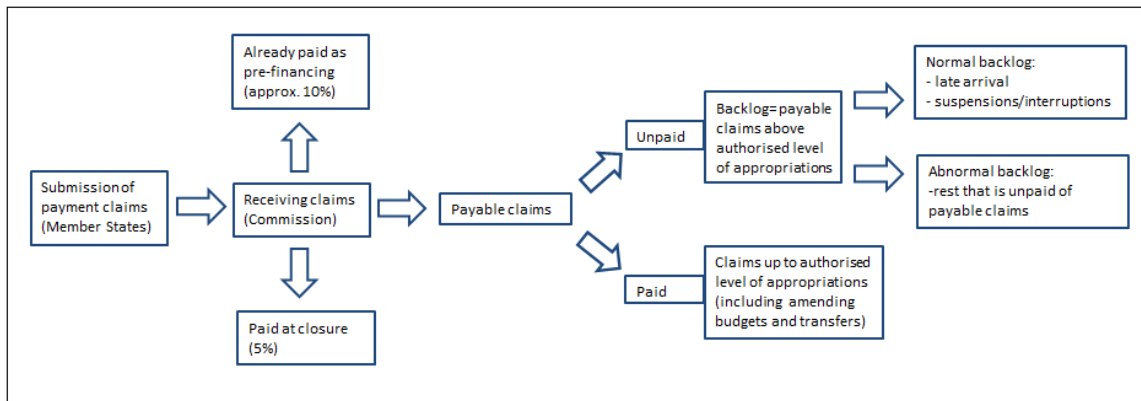 Submission of
payment claims
(Member States)
Already paid as
pre-financing
(approx. 10%)
Receiving claims
(Commission)
Paid at closure
(5%)
Payable claims
Unpaid
Backlog=payable
claims above
authorised level
of appropriations
Normal backlog:
- late arrival
- suspensions/interruptions
Abnormal backlog:
-rest that is unpaid of
payable claims
Paid
Claims up to authorised
level of appropriations
(including amending
budgets and transfers)